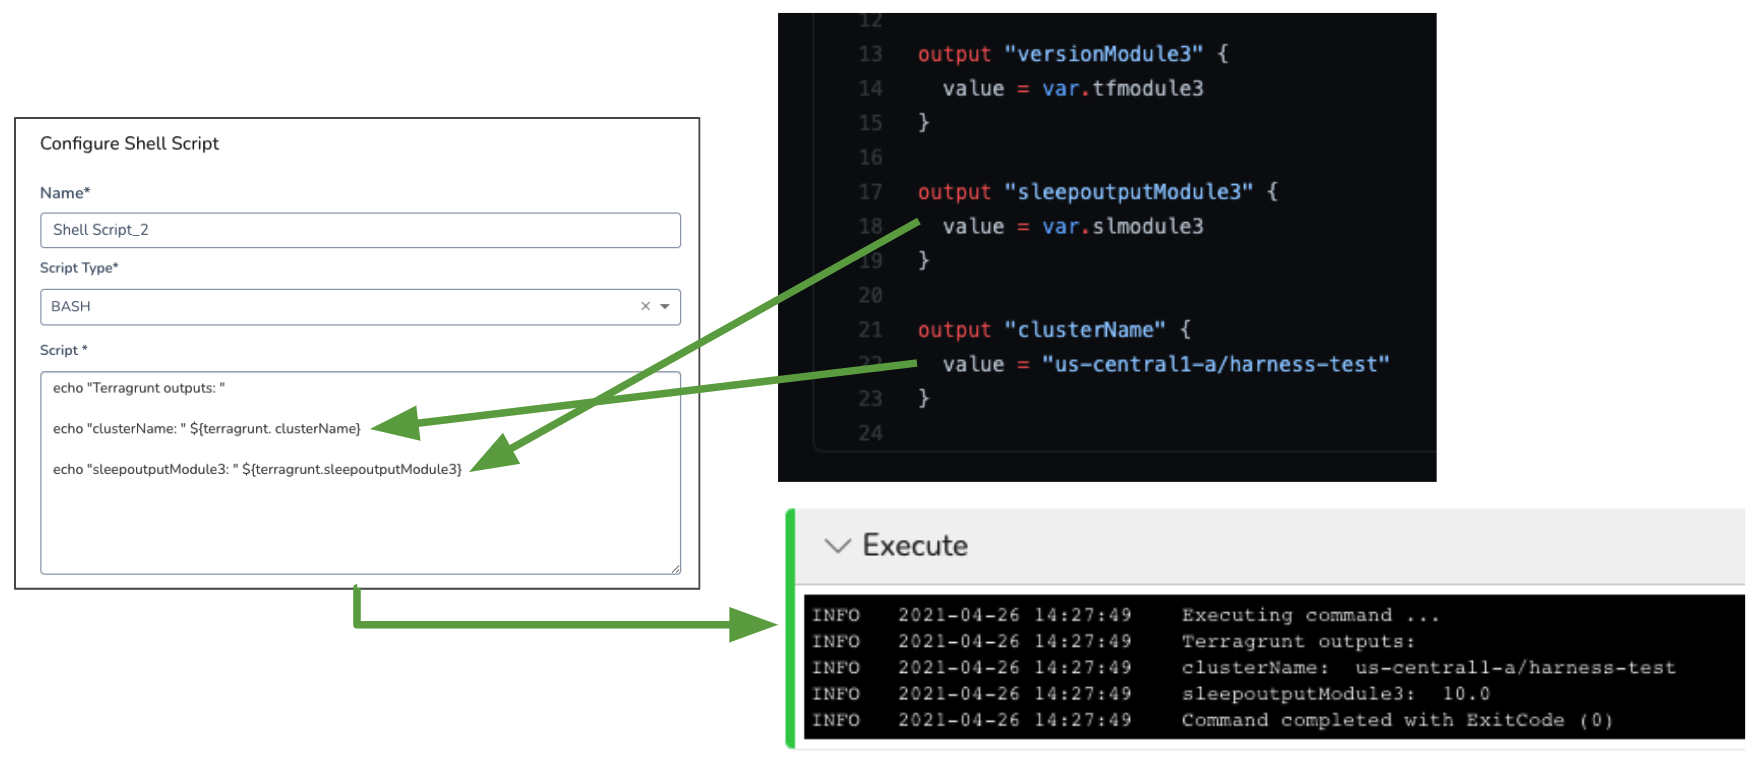 Configure Shell Script
Name*
Shell Script_2
Script Type*
BASH
Script *
echo "Terragrunt outputs: "
echo "clusterName: " ${terragrunt. clusterName}
echo "sleepoutputModule3: " ${terragrunt.sleepoutputModule3}
12
13 output "versionModule3" {
14 value = var.tfmodule3
15 }
16
17 output "sleepoutputModule3" {
18 value = var.slmodule3
19 }
20
21 output "clusterName" {
22 value = "us-central1-a/harness-test"
23 }
24
Execute
INFO 2021-04-26 14:27:49 Executing command ...
INFO 2021-04-26 14:27:49 Terragrunt outputs:
INFO 2021-04-26 14:27:49 clusterName: us-central1-a/harness-test
INFO 2021-04-26 14:27:49 sleepoutputModule3: 10.0
INFO 2021-04-26 14:27:49 Command completed with ExitCode (0)